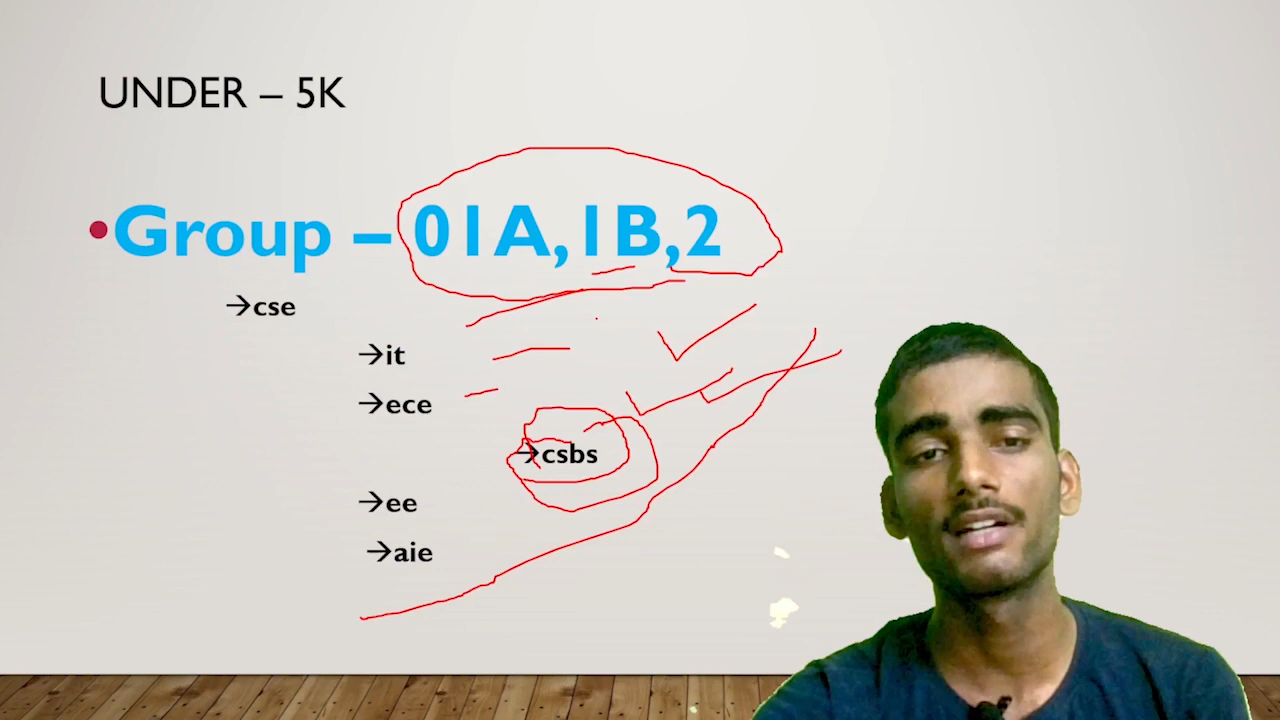 UNDER – 5K
•Group – 01A,1B,2
→cse
→it
→ece
→csbs
→ee
→aie